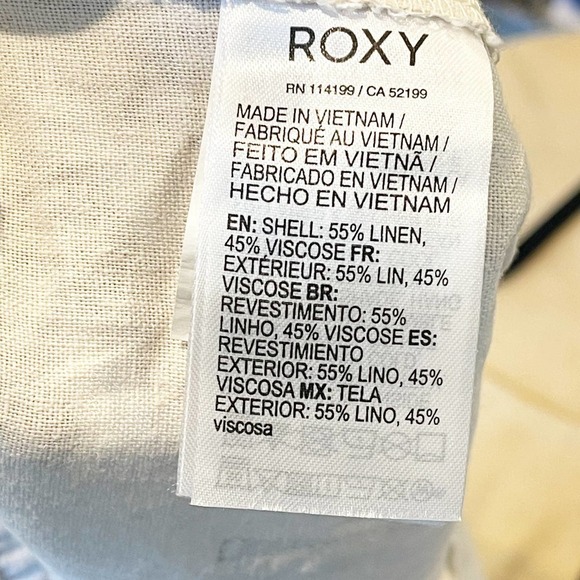 ROXY
RN 114199 / CA 52199
MADE IN VIETNAM /
FABRIQUÉ AU VIETNAM /
FEITO EM VIETNÃ /
FABRICADO EN VIETNAM /
HECHO EN VIETNAM
EN: SHELL: 55% LINEN,
45% VISCOSE FR:
EXTÉRIEUR: 55% LIN, 45%
VISCOSE BR:
REVESTIMENTO: 55%
LINHO, 45% VISCOSE ES:
REVESTIMIENTO
EXTERIOR: 55% LINO, 45%
VISCOSA MX: TELA
EXTERIOR: 55% LINO, 45%
viscosa